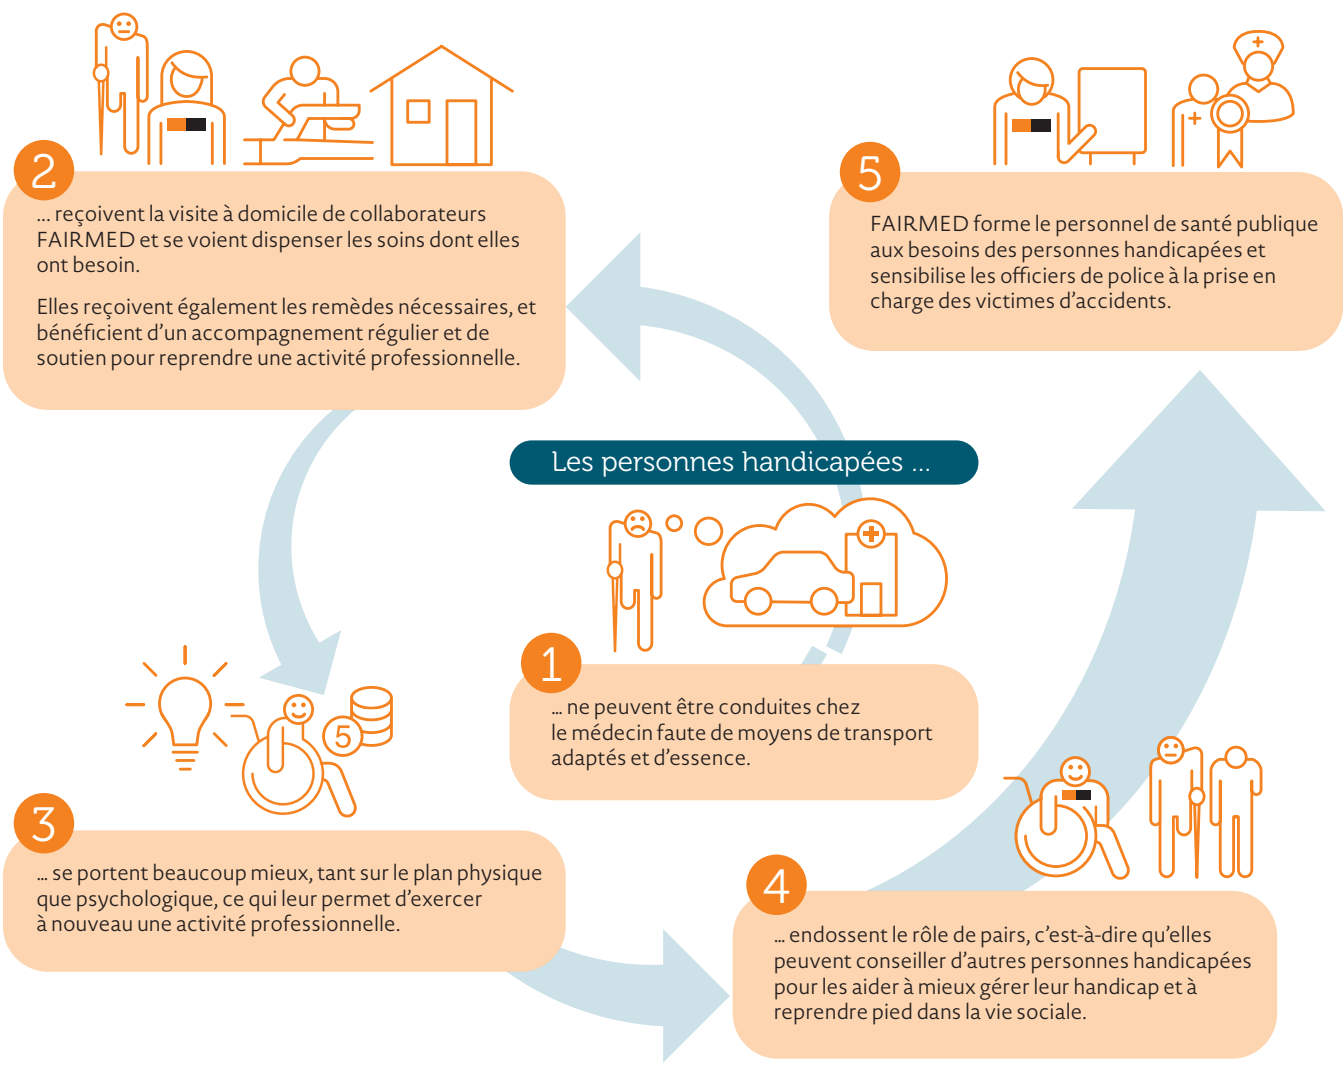 Les personnes handicapées ...
1
... ne peuvent être conduites chez
le médecin faute de moyens de transport
adaptés et d'essence.
2
... reçoivent la visite à domicile de collaborateurs
FAIRMED et se voient dispenser les soins dont elles
ont besoin.
Elles reçoivent également les remèdes nécessaires, et
bénéficient d'un accompagnement régulier et de
soutien pour reprendre une activité professionnelle.
5
3
... se portent beaucoup mieux, tant sur le plan physique
que psychologique, ce qui leur permet d'exercer
à nouveau une activité professionnelle.
4
... endossent le rôle de pairs, c'est-à-dire qu'elles
peuvent conseiller d'autres personnes handicapées
pour les aider à mieux gérer leur handicap et à
reprendre pied dans la vie sociale.
5
FAIRMED forme le personnel de santé publique
aux besoins des personnes handicapées et
sensibilise les officiers de police à la prise en
charge des victimes d'accidents.